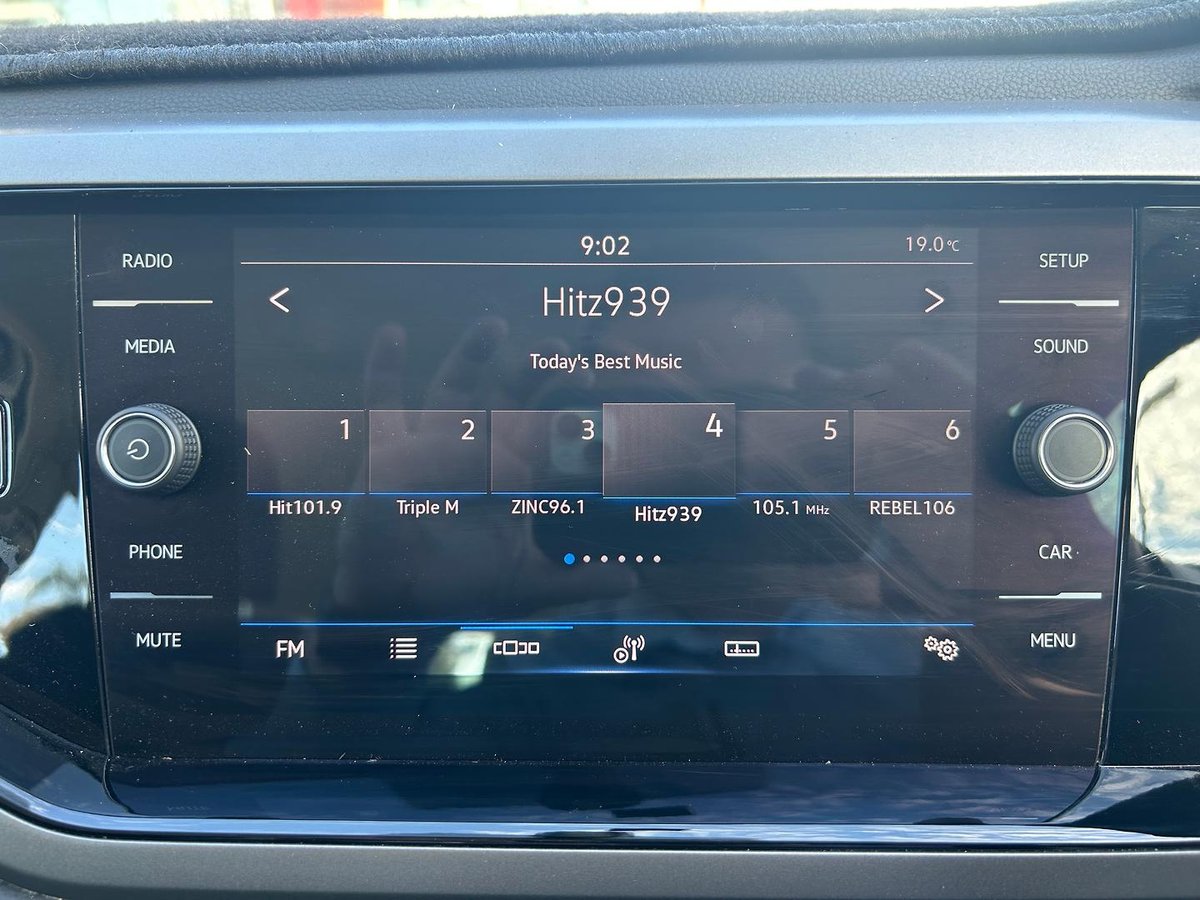 9:02
19.0°C
RADIO
SETUP
<
Hitz939
>
MEDIA
SOUND
Today's Best Music
1
2
3
4
5
6
Hit101.9
Triple M
ZINC96.1
Hitz939
105.1 MHz
REBEL106
PHONE
CAR
MUTE
FM
MENU